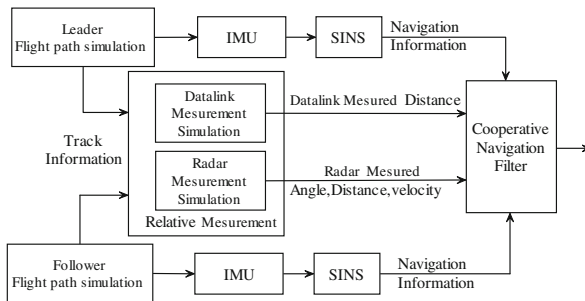 Leader
Flight path simulation
IMU
SINS
Navigation
Information
Datalink
Mesurement
Simulation
Datalink Mesured Distance
Track
Information
Cooperative
Navigation
Filter
Radar
Mesurement
Simulation
Radar Mesured
Angle,Distance,velocity
Relative Mesurement
Follower
Flight path simulation
IMU
SINS
Navigation
Information